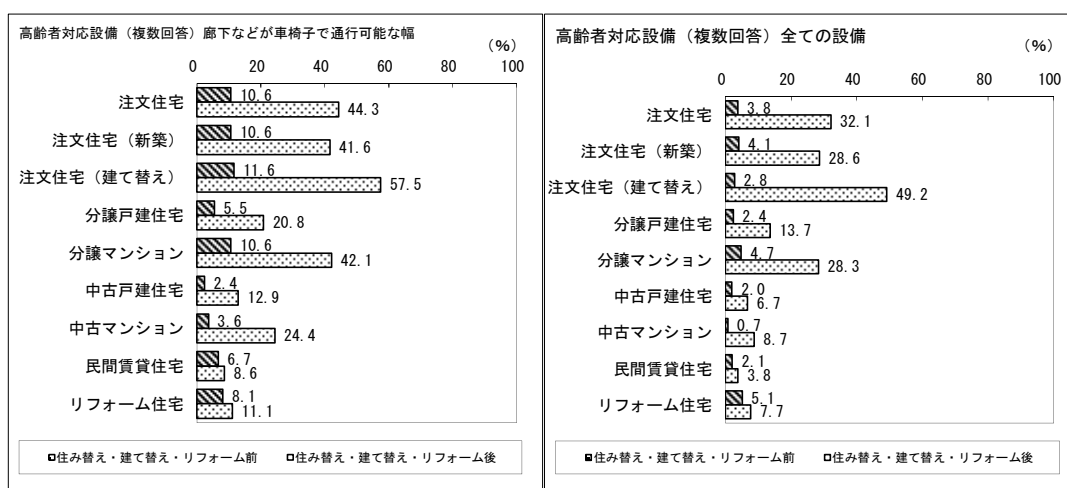 高齢者対応設備（複数回答）廊下などが車椅子で通行可能な幅
（％）
0 20 40 60 80 100
注文住宅 10.6 44.3
注文住宅（新築） 10.6 41.6
注文住宅（建て替え） 11.6 57.5
分譲戸建住宅 5.5 20.8
分譲マンション 10.6 42.1
中古戸建住宅 2.4 12.9
中古マンション 3.6 24.4
民間賃貸住宅 6.7 8.6
リフォーム住宅 8.1 11.1
住み替え・建て替え・リフォーム前 住み替え・建て替え・リフォーム後
高齢者対応設備（複数回答）全ての設備
（％）
0 20 40 60 80 100
注文住宅 3.8 32.1
注文住宅（新築） 4.1 28.6
注文住宅（建て替え） 2.8 49.2
分譲戸建住宅 2.4 13.7
分譲マンション 4.7 28.3
中古戸建住宅 2.0 6.7
中古マンション 0.7 8.7
民間賃貸住宅 2.1 3.8
リフォーム住宅 5.1 7.7
住み替え・建て替え・リフォーム前 住み替え・建て替え・リフォーム後